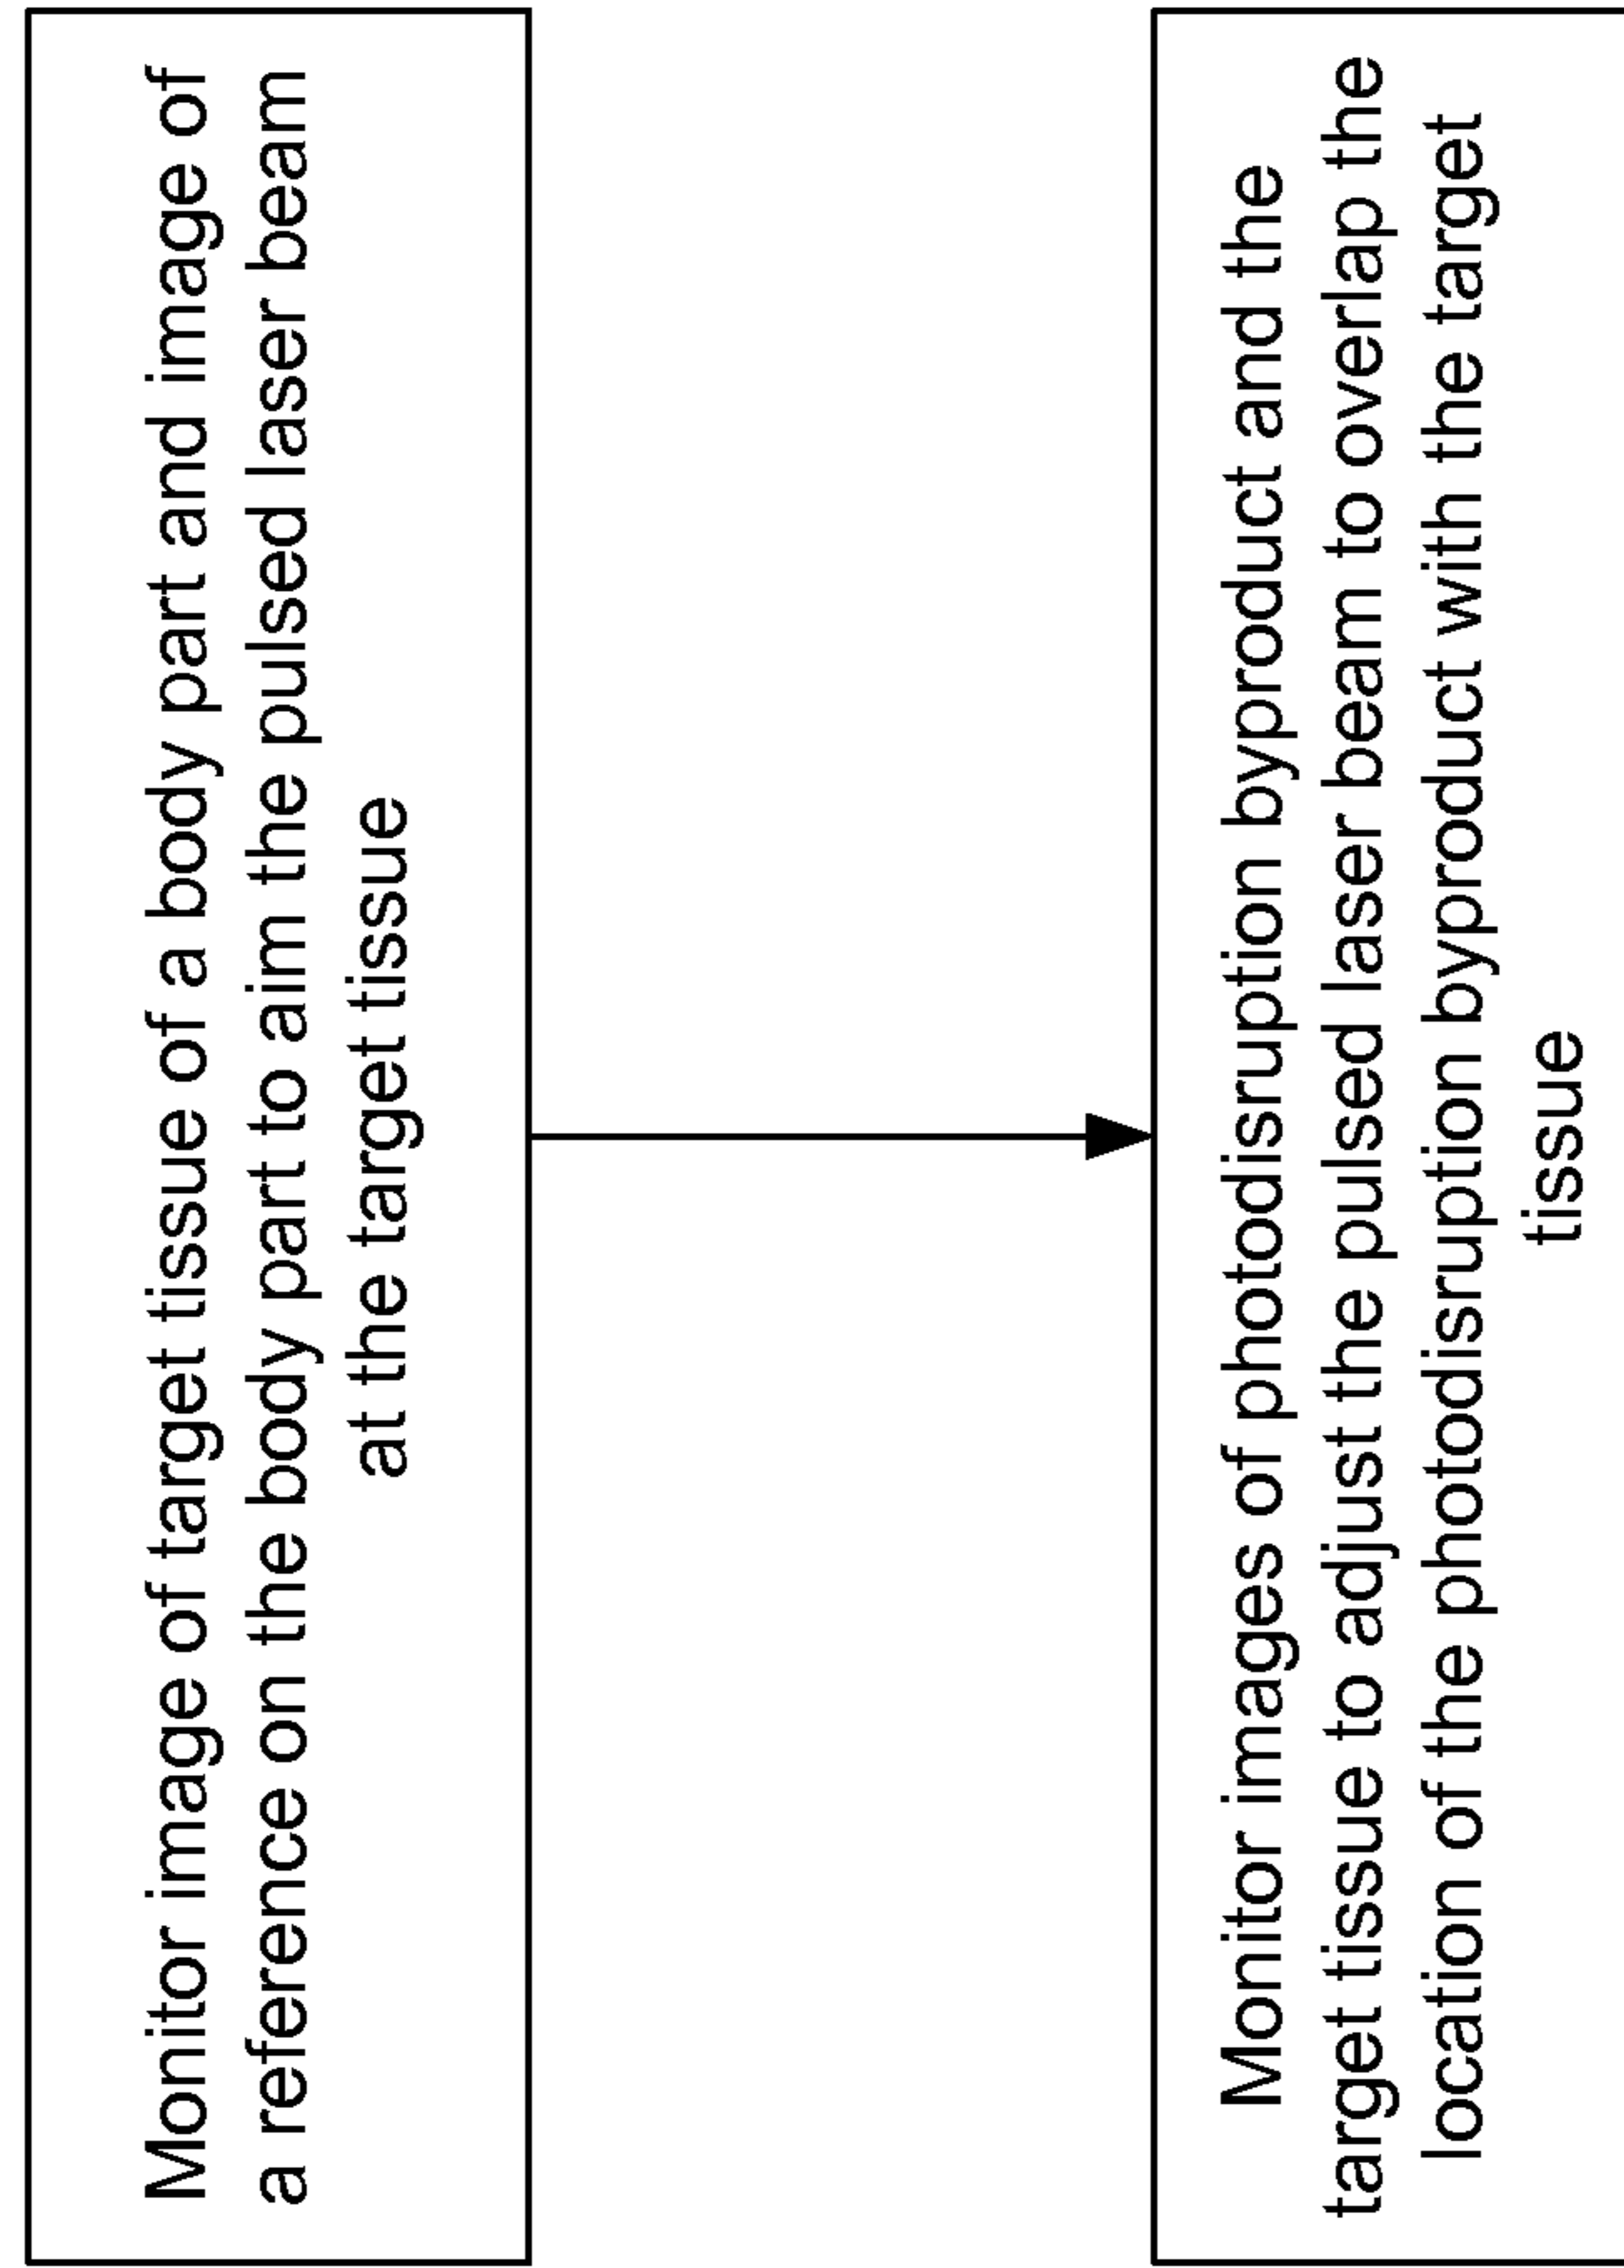 Monitor image of target tissue of a body part and image of
a reference on the body part to aim the pulsed laser beam
at the target tissue
Monitor images of photodisruption byproduct and the
target tissue to adjust the pulsed laser beam to overlap the
location of the photodisruption byproduct with the target
tissue